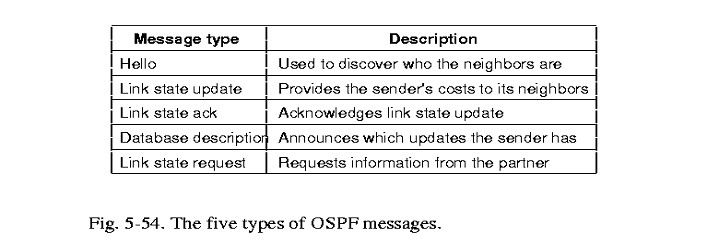 Message type Description
Hello Used to discover who the neighbors are
Link state update Provides the sender's costs to its neighbors
Link state ack Acknowledges link state update
Database description Announces which updates the sender has
Link state request Requests information from the partner
Fig. 5-54. The five types of OSPF messages.